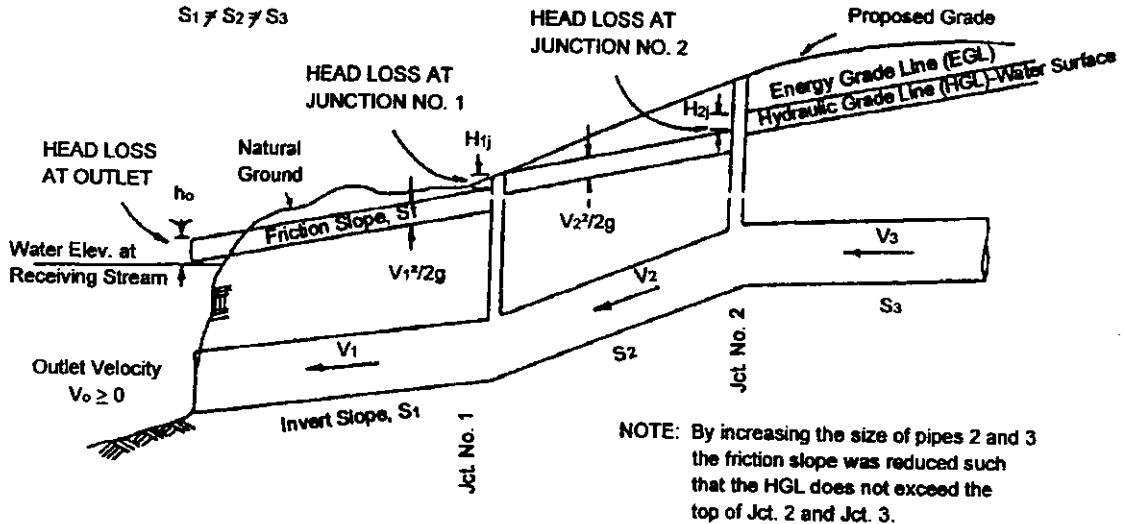 S1 ≠ S2 ≠ S3
HEAD LOSS AT
JUNCTION NO. 2
Proposed Grade
HEAD LOSS AT
JUNCTION NO. 1
Energy Grade Line (EGL)
Hydraulic Grade Line (HGL)-Water Surface
H2j
H1j
HEAD LOSS
AT OUTLET
Natural
Ground
ho
Friction Slope, S1
V2²/2g
Water Elev. at
Receiving Stream
V1²/2g
V3
V2
S3
Jct. No. 2
S2
V1
Outlet Velocity
Vo ≥ 0
Invert Slope, S1
Jct. No. 1
NOTE: By increasing the size of pipes 2 and 3
the friction slope was reduced such
that the HGL does not exceed the
top of Jct. 2 and Jct. 3.